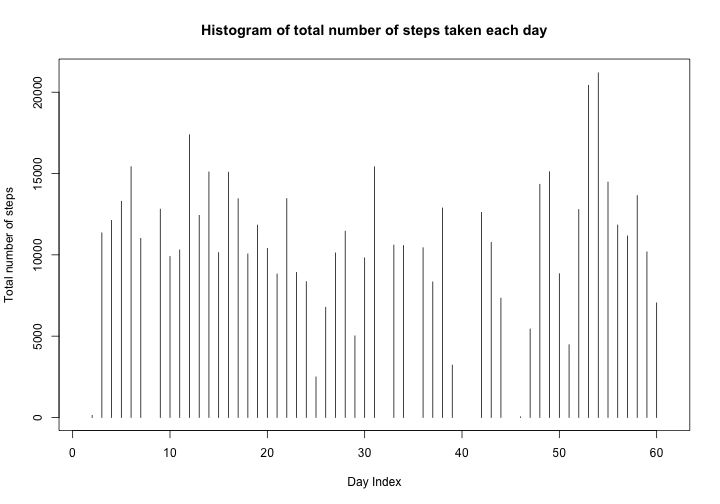 Histogram of total number of steps taken each day
Total number of steps
20000
15000
10000
5000
0
0 10 20 30 40 50 60
Day Index